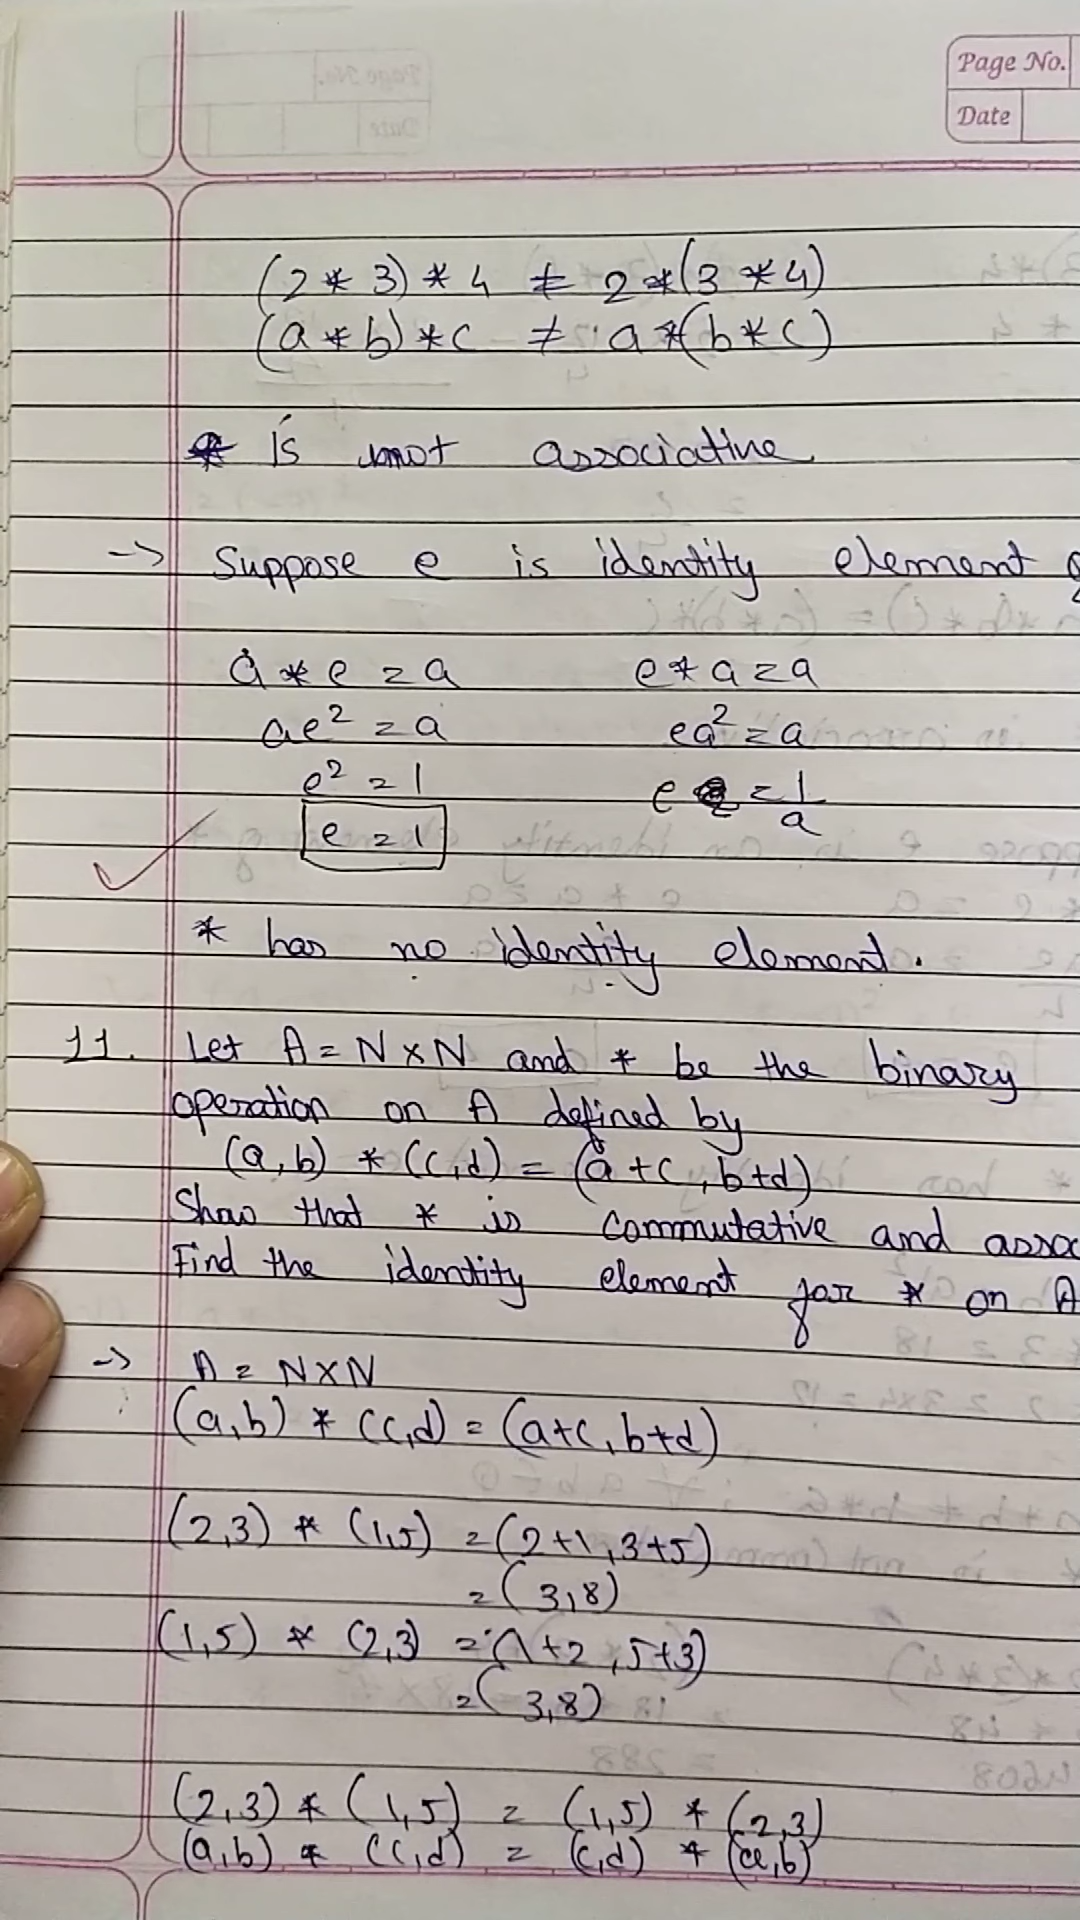 Page No.
Date
(2 * 3) * 4 ≠ 2 * (3 * 4)
(a * b) * c ≠ a * (b * c)
* is not associative
-> Suppose e is identity element
a * e = a e * a = a
ae² = a ea² = a
e² = 1 e = 1/a
e = 1
* has no identity element.
11. Let A = N x N and * be the binary
operation on A defined by
(a, b) * (c, d) = (a + c, b + d)
Show that * is commutative and asso
Find the identity element for * on A
-> A = N X N
(a, b) * (c, d) = (a+c, b+d)
(2,3) * (1,5) = (2+1, 3+5)
= (3,8)
(1,5) * (2,3) = (1+2, 5+3)
= (3,8)
(2,3) * (1,5) = (1,5) * (2,3)
(a,b) * (c,d) = (c,d) * (a,b)